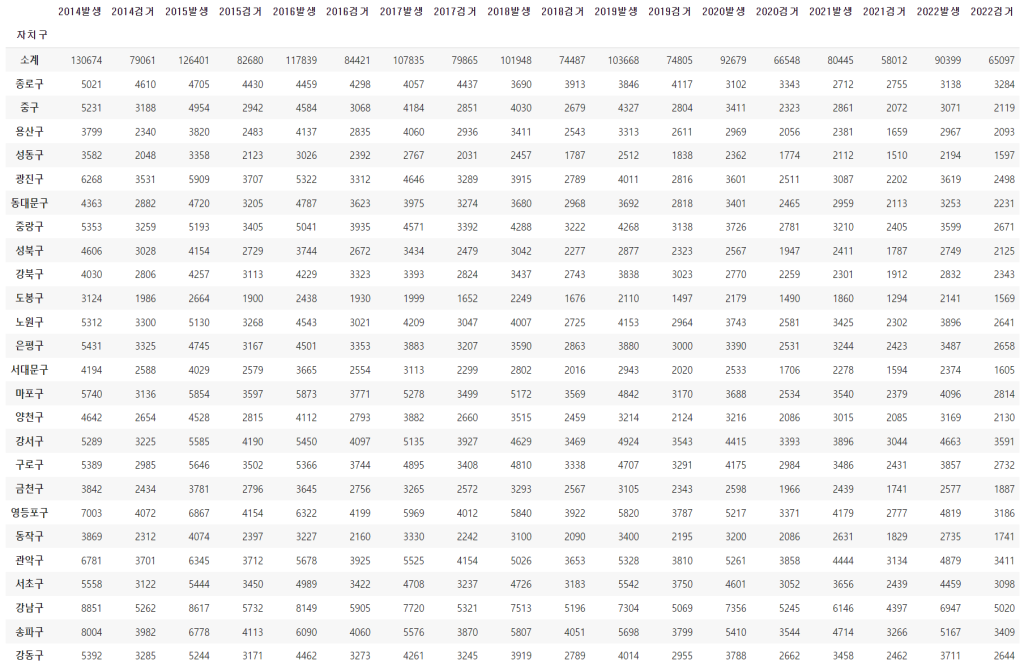 2014발생 2014검거 2015발생 2015검거 2016발생 2016검거 2017발생 2017검거 2018발생 2018검거 2019발생 2019검거 2020발생 2020검거 2021발생 2021검거 2022발생 2022검거
자치구
소계 130674 79061 126401 82680 117839 84421 107835 79865 101948 74487 103668 74805 92679 66548 80445 58012 90399 65097
종로구 5021 4610 4705 4430 4459 4298 4057 4437 3690 3913 3846 4117 3102 3343 2712 2755 3138 3284
중구 5231 3188 4954 2942 4584 3068 4184 2851 4030 2679 4327 2804 3411 2323 2861 2072 3071 2119
용산구 3799 2340 3820 2483 4137 2835 4060 2936 3411 2543 3313 2611 2969 2056 2381 1659 2967 2093
성동구 3582 2048 3358 2123 3026 2392 2767 2031 2457 1787 2512 1838 2362 1774 2112 1510 2194 1597
광진구 6268 3531 5909 3707 5322 3312 4646 3289 3915 2789 4011 2816 3601 2511 3087 2202 3619 2498
동대문구 4363 2882 4720 3205 4787 3623 3975 3274 3680 2968 3692 2818 3401 2465 2959 2113 3253 2231
중랑구 5353 3259 5193 3405 5041 3935 4571 3392 4288 3222 4268 3138 3726 2781 3210 2405 3599 2671
성북구 4606 3028 4154 2729 3744 2672 3434 2479 3042 2277 2877 2323 2567 1947 2411 1787 2749 2125
강북구 4030 2806 4257 3113 4229 3323 3393 2824 3437 2743 3838 3023 2770 2259 2301 1912 2832 2343
도봉구 3124 1986 2664 1900 2438 1930 1999 1652 2249 1676 2110 1497 2179 1490 1860 1294 2141 1569
노원구 5312 3300 5130 3268 4543 3021 4209 3047 4007 2725 4153 2964 3743 2581 3425 2302 3896 2641
은평구 5431 3325 4745 3167 4501 3353 3883 3207 3590 2863 3880 3000 3390 2531 3244 2423 3487 2658
서대문구 4194 2588 4029 2579 3665 2554 3113 2299 2802 2016 2943 2020 2533 1706 2278 1594 2374 1605
마포구 5740 3136 5854 3597 5873 3771 5278 3499 5172 3569 4842 3170 3688 2534 3540 2379 4096 2814
양천구 4642 2654 4528 2815 4112 2793 3882 2660 3515 2459 3214 2124 3216 2086 3015 2085 3169 2130
강서구 5289 3225 5585 4190 5450 4097 5135 3927 4629 3469 4924 3543 4415 3393 3896 3044 4663 3591
구로구 5389 2985 5646 3502 5366 3744 4895 3408 4810 3338 4707 3291 4175 2984 3486 2431 3857 2732
금천구 3842 2434 3781 2796 3645 2756 3265 2572 3293 2567 3105 2343 2598 1966 2439 1741 2577 1887
영등포구 7003 4072 6867 4154 6322 4199 5969 4012 5840 3922 5820 3787 5217 3371 4179 2777 4819 3186
동작구 3869 2312 4074 2397 3227 2160 3330 2242 3100 2090 3400 2195 3200 2086 2631 1829 2735 1741
관악구 6781 3701 6345 3712 5678 3925 5525 4154 5026 3653 5328 3810 5261 3858 4444 3134 4879 3411
서초구 5558 3122 5444 3450 4989 3422 4708 3237 4726 3183 5542 3750 4601 3052 3656 2439 4459 3098
강남구 8851 5262 8617 5732 8149 5905 7720 5321 7513 5196 7304 5069 7356 5245 6146 4397 6947 5020
송파구 8004 3982 6778 4113 6090 4060 5576 3870 5807 4051 5698 3799 5410 3544 4714 3266 5167 3409
강동구 5392 3285 5244 3171 4462 3273 4261 3245 3919 2789 4014 2955 3788 2662 3458 2462 3711 2644